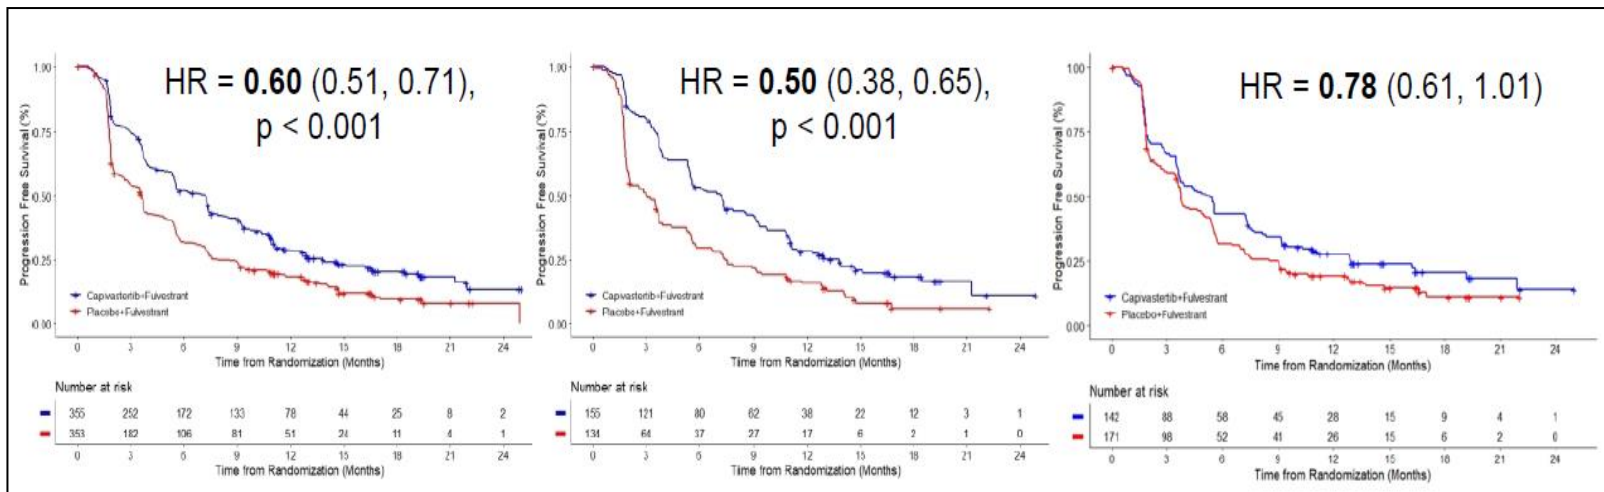 HR = 0.60 (0.51, 0.71),
p < 0.001
Progression Free Survival (%)
1.00
0.75
0.50
0.25
0.00
Capivasertib+Fulvestrant
Placebo+Fulvestrant
0 3 6 9 12 15 18 21 24
Time from Randomization (Months)
Number at risk
355 252 172 133 78 44 25 8 2
353 182 106 81 51 24 11 4 1
0 3 6 9 12 15 18 21 24
Time from Randomization (Months)
HR = 0.50 (0.38, 0.65),
p < 0.001
Progression Free Survival (%)
1.00
0.75
0.50
0.25
0.00
Capivasertib+Fulvestrant
Placebo+Fulvestrant
0 3 6 9 12 15 18 21 24
Time from Randomization (Months)
Number at risk
155 121 80 62 38 22 12 3 1
134 64 37 27 17 6 2 1 0
0 3 6 9 12 15 18 21 24
Time from Randomization (Months)
HR = 0.78 (0.61, 1.01)
Progression Free Survival (%)
1.00
0.75
0.50
0.25
0.00
Capivasertib+Fulvestrant
Placebo+Fulvestrant
0 3 6 9 12 15 18 21 24
Time from Randomization (Months)
Number at risk
142 88 58 45 28 15 9 4 1
171 98 52 41 26 15 6 2 0
0 3 6 9 12 15 18 21 24
Time from Randomization (Months)